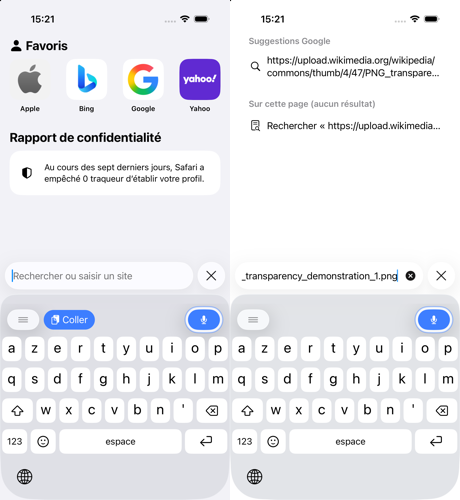 15:21
Favoris
yahoo!
Apple
Bing
Google
Yahoo
Rapport de confidentialité
Au cours des sept derniers jours, Safari a
empêché 0 traqueur d'établir votre profil.
Rechercher ou saisir un site
Coller
a z e r t y u i o p
q s d f g h j k l m
w x c v b n '
123
espace
15:21
Suggestions Google
https://upload.wikimedia.org/wikipedia/
commons/thumb/4/47/PNG_transpare...
Sur cette page (aucun résultat)
Rechercher « https://upload.wikimedia...
_transparency_demonstration_1.png
a z e r t y u i o p
q s d f g h j k l m
w x c v b n '
123
espace